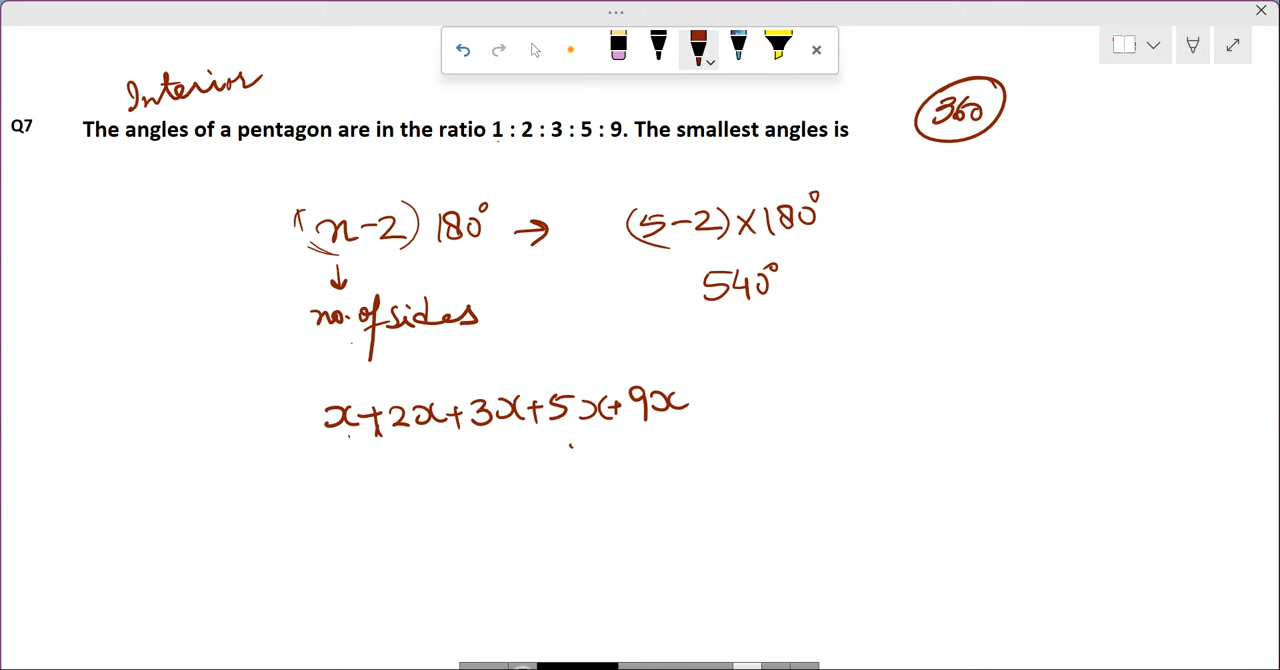 Interior
360
Q7 The angles of a pentagon are in the ratio 1 : 2 : 3 : 5 : 9. The smallest angles is
(n-2) 180° → (5-2)×180°
↓ 540°
no. of sides
x+2x+3x+5x+9x